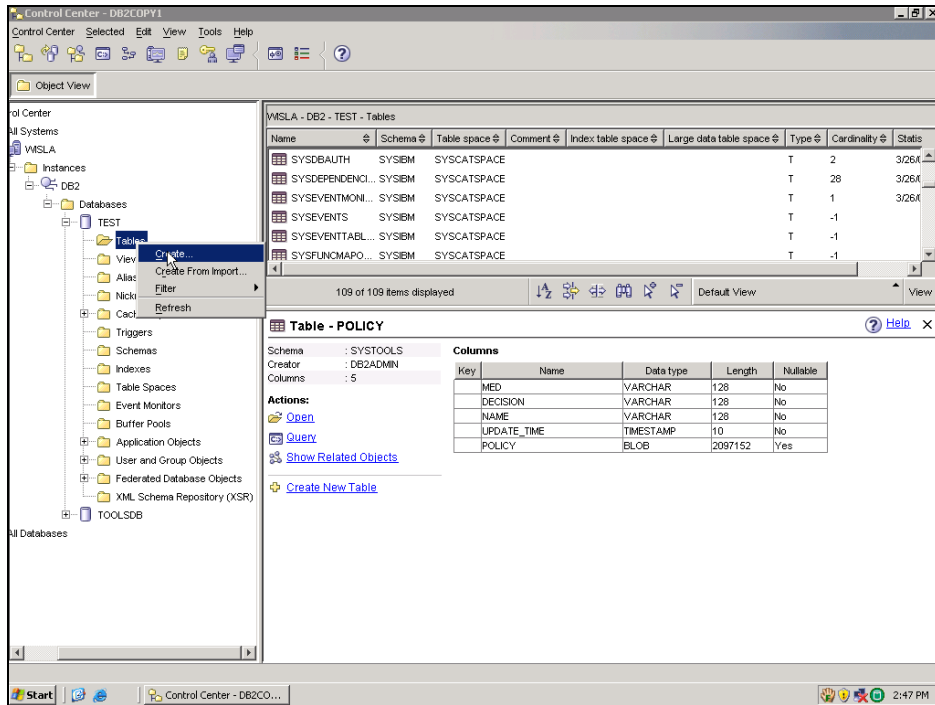 Control Center - DB2COPY1
Control Center Selected Edit View Tools Help
Object View
rol Center
All Systems
WISLA
Instances
DB2
Databases
TEST
Tables
View
Alias
Nickn
Cach
Triggers
Schemas
Indexes
Table Spaces
Event Monitors
Buffer Pools
Application Objects
User and Group Objects
Federated Database Objects
XML Schema Repository (XSR)
TOOLSDB
All Databases
Create...
Create From Import...
Filter
Refresh
WISLA - DB2 - TEST - Tables
Name Schema Table space Comment Index table space Large data table space Type Cardinality Statis
SYSDBAUTH SYSIBM SYSCATSPACE T 2 3/26/0
SYSDEPENDENCI... SYSIBM SYSCATSPACE T 28 3/26/0
SYSEVENTMONI... SYSIBM SYSCATSPACE T 1 3/26/0
SYSEVENTS SYSIBM SYSCATSPACE T -1
SYSEVENTTABL... SYSIBM SYSCATSPACE T -1
SYSFUNCMAPO... SYSIBM SYSCATSPACE T -1
109 of 109 items displayed Default View View
Table - POLICY Help
Schema : SYSTOOLS
Creator : DB2ADMIN
Columns : 5
Actions:
Open
Query
Show Related Objects
Create New Table
Columns
Key Name Data type Length Nullable
MED VARCHAR 128 No
DECISION VARCHAR 128 No
NAME VARCHAR 128 No
UPDATE_TIME TIMESTAMP 10 No
POLICY BLOB 2097152 Yes
Start Control Center - DB2CO... 2:47 PM